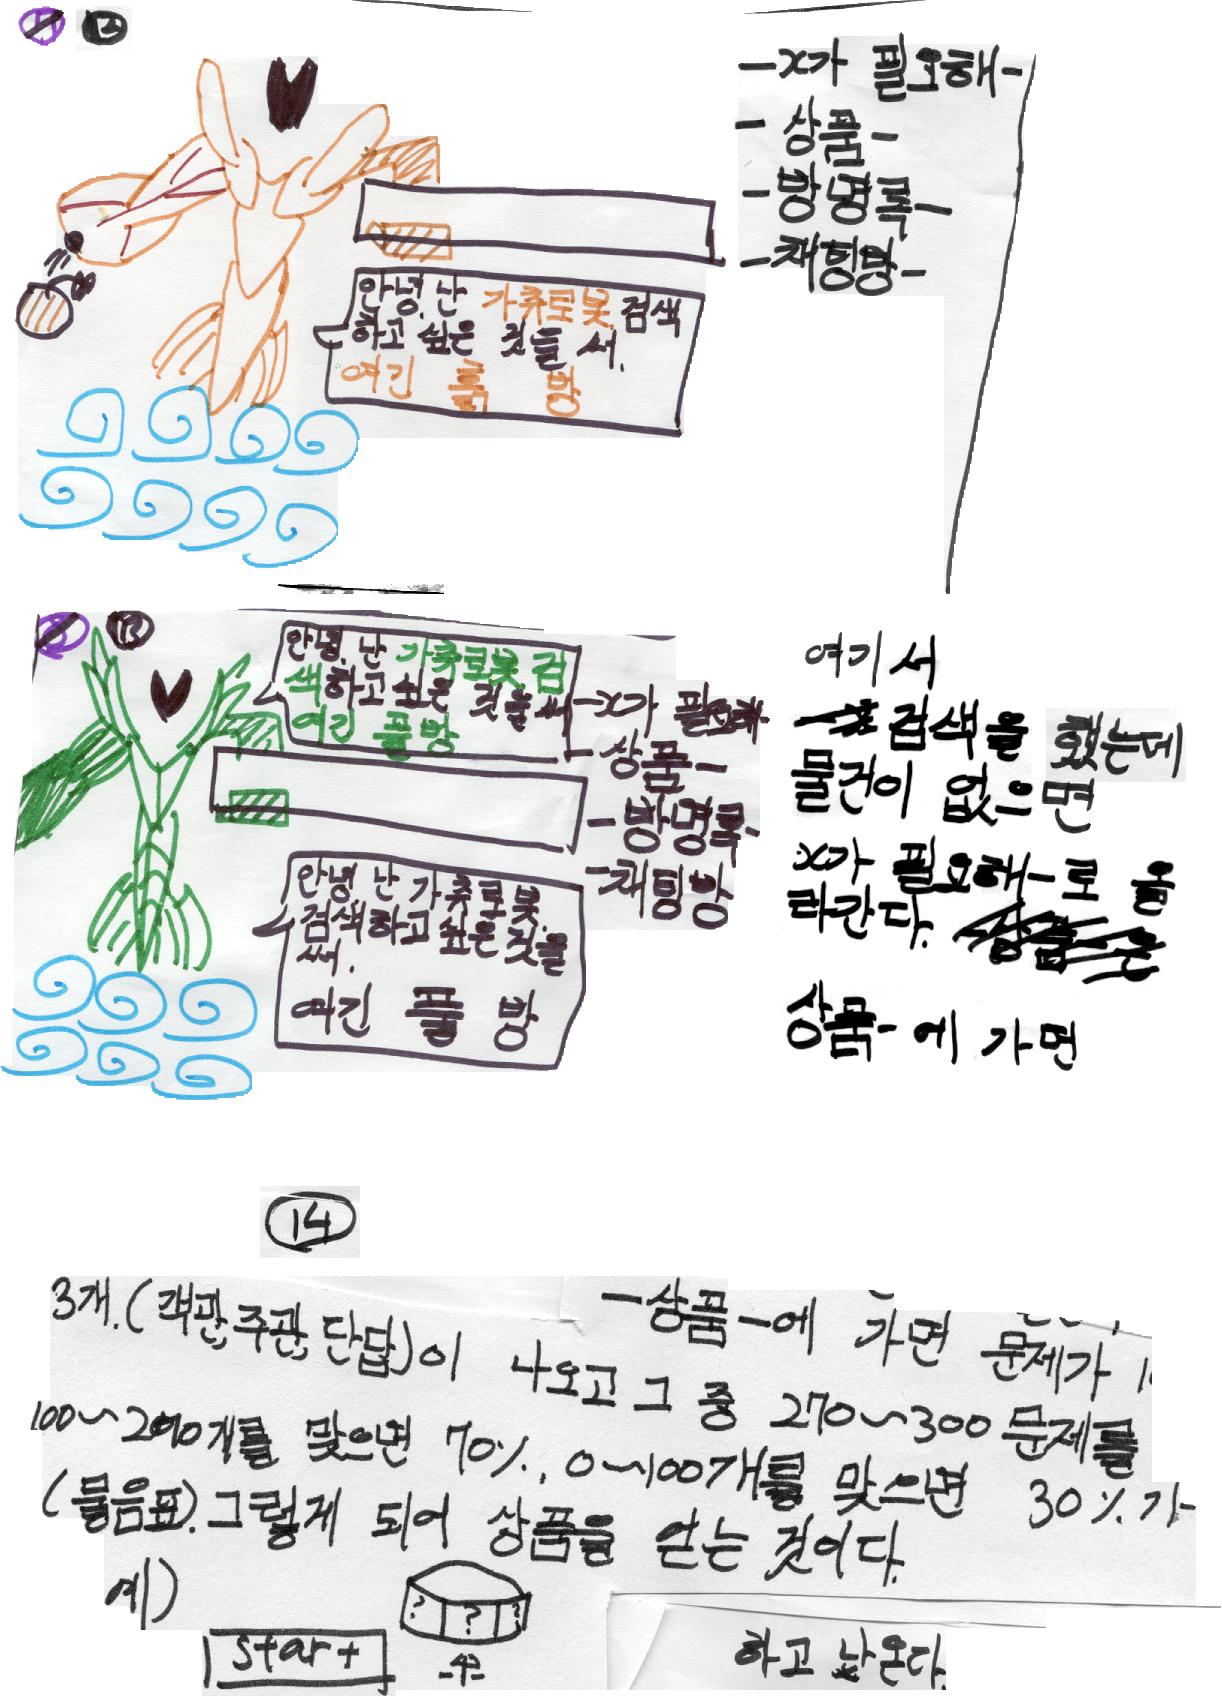 12
-x가 필요해-
-상품-
-방명록-
-채팅방-
안녕. 난 가츄로봇. 검색
하고 싶은 것을 써.
여긴 흙 방
13
안녕. 난 가츄로봇. 검
색하고 싶은 것을 써
여긴 풀방
-x가 필요해-
-상품-
-방명록-
-채팅방
안녕 난 가츄로봇.
검색하고 싶은 것을
써.
여긴 풀 방
여기서
검색을 했는데
물건이 없으면
x가 필요해-로 올
라간다.
상품- 에 가면
14
3개.(객관,주관,단답)이 나오고 그 중 270~300 문제를
-상품-에 가면 문제가
100~200개를 맞으면 70%, 0~100개를 맞으면 30%가
(물음표). 그렇게 되어 상품을 얻는 것이다.
예)
? ? ?
start
하고 나온다.